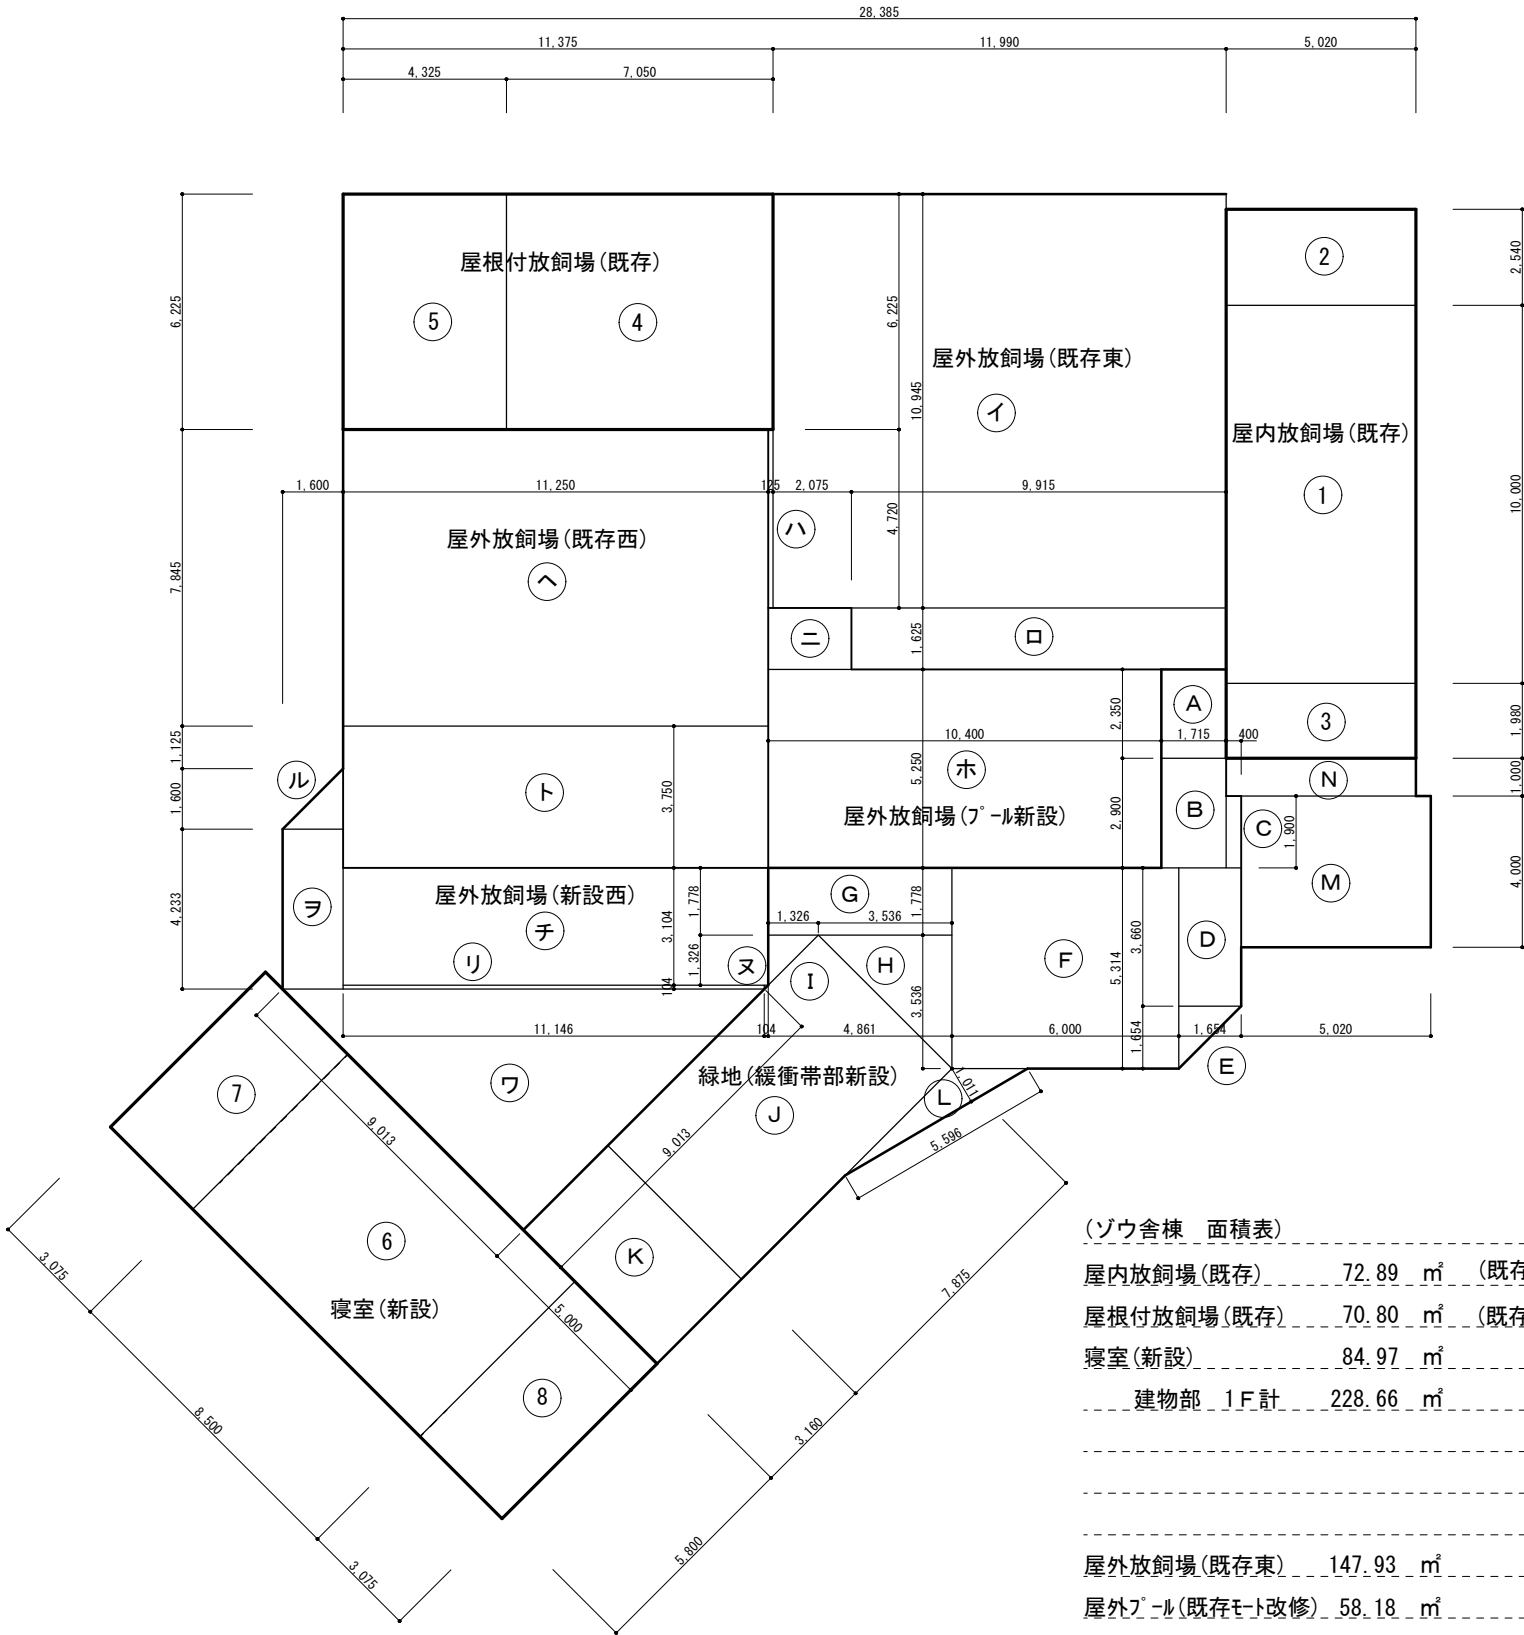 28,385
11,375 11,990 5,020
4,325 7,050
2
2,540
屋根付放飼場(既存)
6,225
5 4
6,225
屋外放飼場(既存東)
10,945
イ
屋内放飼場(既存)
1,600 11,250 125 2,075 9,915
1
10,000
ハ
4,720
屋外放飼場(既存西)
ヘ
7,845
ニ
1,625
ロ
A
2,350
3
1,980
10,400 1,715 400
1,125
ル
ホ
5,250
N
1,000
1,600
ト
3,750
屋外放飼場(プール新設)
2,900
B
C
1,900
M
4,000
屋外放飼場(新設西)
G
4,233
ヲ
チ
1,778
3,104
1,326 3,536
1,778
リ
1,326
ヌ
I
H
F
3,660
5,314
D
104
3,536
11,146 104 4,861 6,000 1,654 5,020
1,654
E
7
ワ
緑地(緩衝帯部新設)
J
L
1,011
5,596
9,013
9,013
6
K
寝室(新設)
5,000
8
3,075
8,500
3,075
7,875
3,160
5,800
(ゾウ舎棟 面積表)
屋内放飼場(既存) 72.89 ㎡ (既存
屋根付放飼場(既存) 70.80 ㎡ (既存
寝室(新設) 84.97 ㎡
建物部 1F計 228.66 ㎡
屋外放飼場(既存東) 147.93 ㎡
屋外プール(既存モート改修) 58.18 ㎡